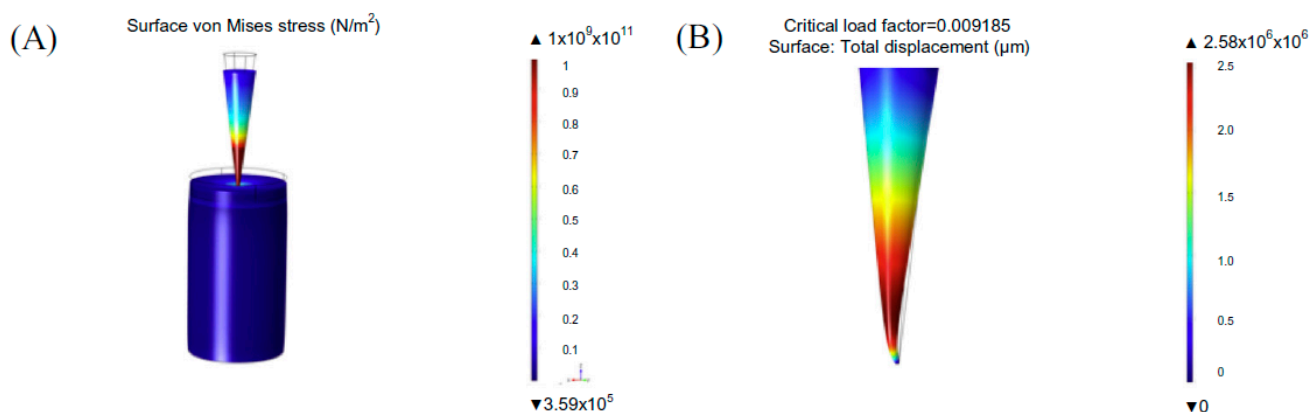 (A)
Surface von Mises stress (N/m²)
▲ 1x10⁹x10¹¹
1
0.9
0.8
0.7
0.6
0.5
0.4
0.3
0.2
0.1
▼3.59x10⁵
(B)
Critical load factor=0.009185
Surface: Total displacement (µm)
▲ 2.58x10⁶x10⁶
2.5
2.0
1.5
1.0
0.5
0
▼0